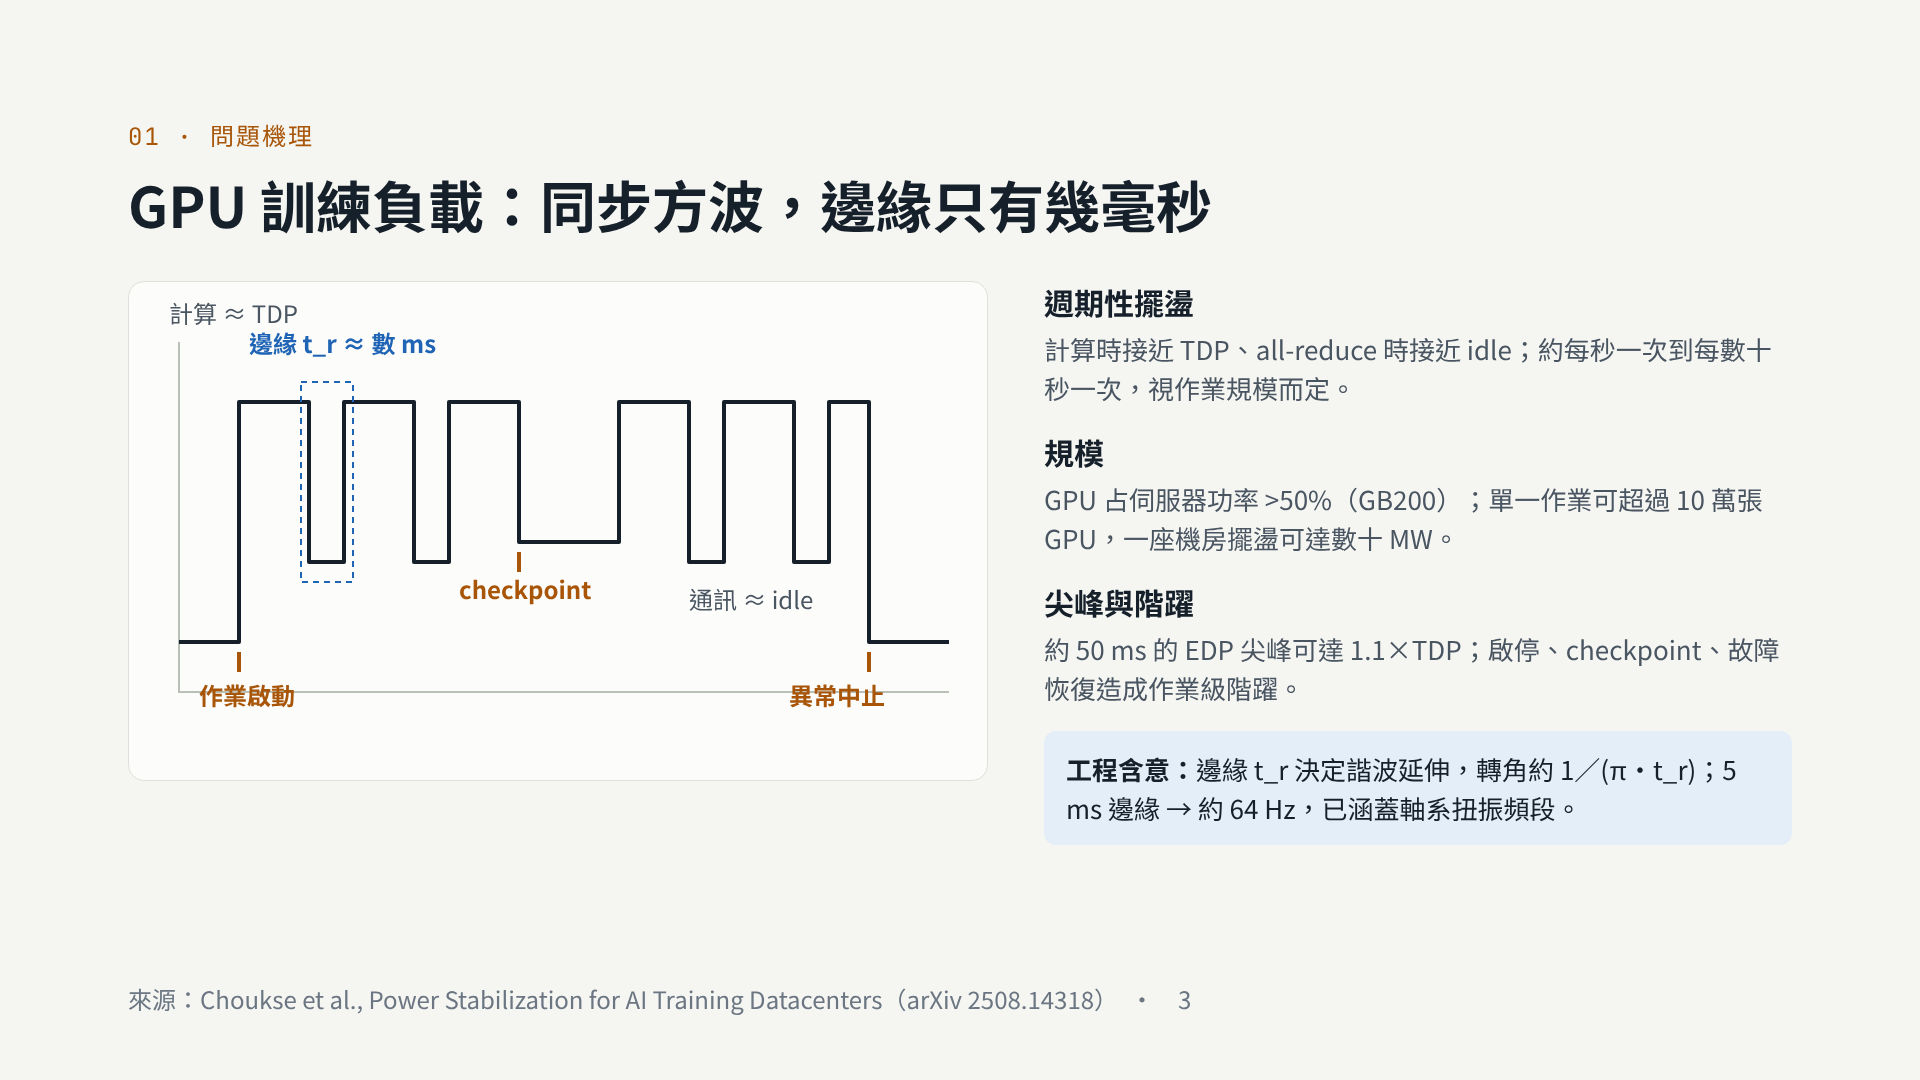 01 · 問題機理
GPU 訓練負載：同步方波，邊緣只有幾毫秒
計算 ≈ TDP
邊緣 t_r ≈ 數 ms
checkpoint
通訊 ≈ idle
作業啟動
異常中止
週期性擺盪
計算時接近 TDP、all-reduce 時接近 idle；約每秒一次到每數十
秒一次，視作業規模而定。
規模
GPU 占伺服器功率 >50%（GB200）；單一作業可超過 10 萬張
GPU，一座機房擺盪可達數十 MW。
尖峰與階躍
約 50 ms 的 EDP 尖峰可達 1.1×TDP；啟停、checkpoint、故障
恢復造成作業級階躍。
工程含意：邊緣 t_r 決定諧波延伸，轉角約 1／(π・t_r)；5
ms 邊緣 → 約 64 Hz，已涵蓋軸系扭振頻段。
來源：Choukse et al., Power Stabilization for AI Training Datacenters（arXiv 2508.14318） ・ 3